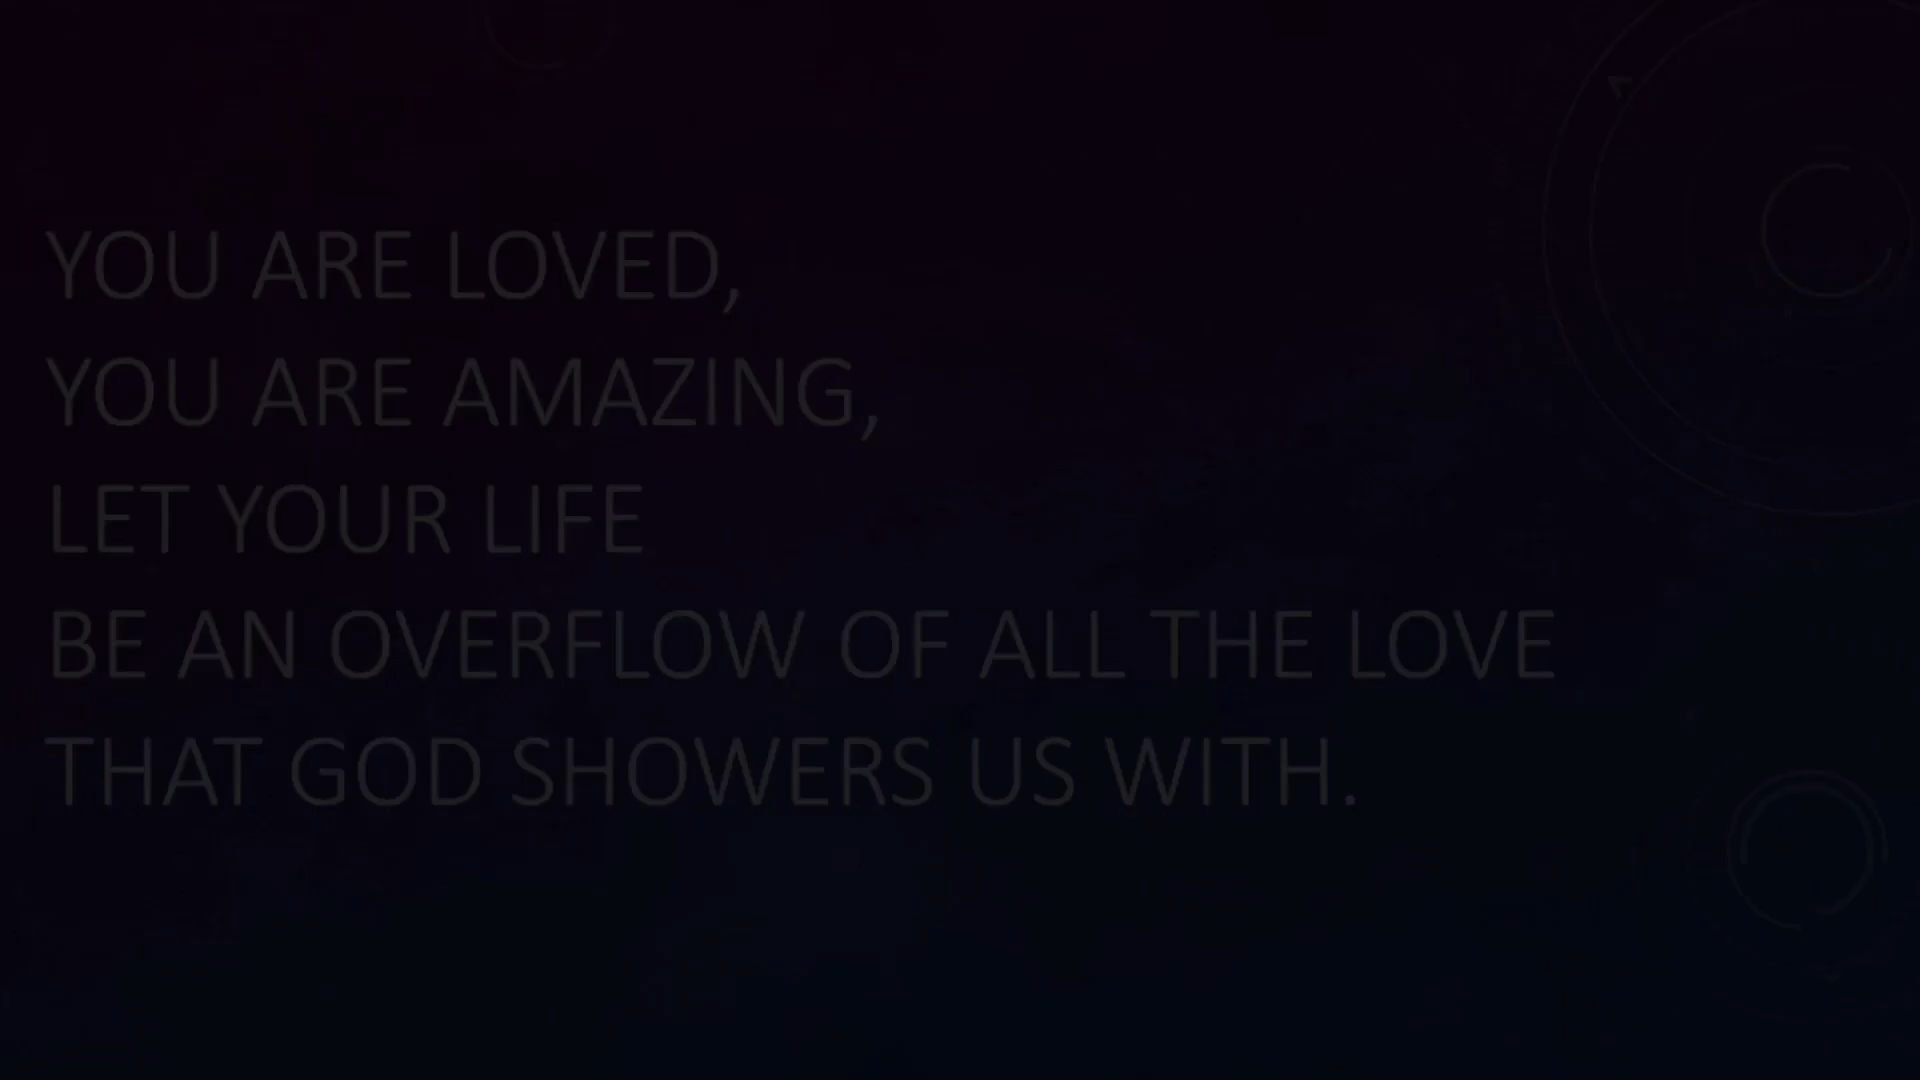 YOU ARE LOVED,
YOU ARE AMAZING,
LET YOUR LIFE
BE AN OVERFLOW OF ALL THE LOVE
THAT GOD SHOWERS US WITH.